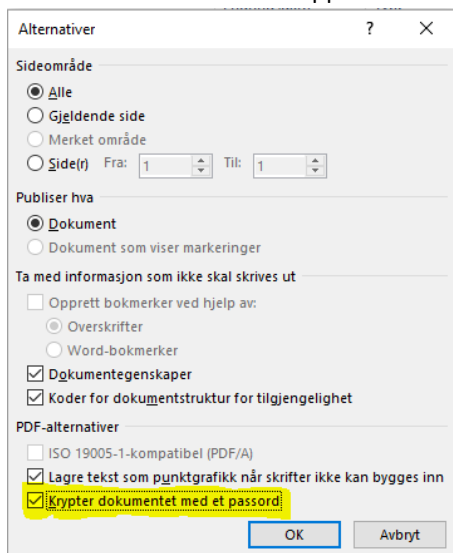 Alternativer ? ×
Sideområde
Alle
Gjeldende side
Merket område
Side(r) Fra: 1 Til: 1
Publiser hva
Dokument
Dokument som viser markeringer
Ta med informasjon som ikke skal skrives ut
Opprett bokmerker ved hjelp av:
Overskrifter
Word-bokmerker
Dokumentegenskaper
Koder for dokumentstruktur for tilgjengelighet
PDF-alternativer
ISO 19005-1-kompatibel (PDF/A)
Lagre tekst som punktgrafikk når skrifter ikke kan bygges inn
Krypter dokumentet med et passord
OK Avbryt